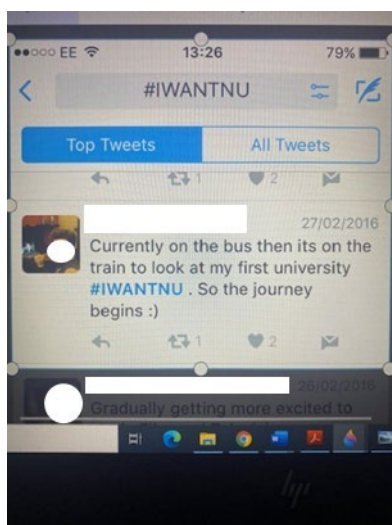 EE 13:26 79%
#IWANTNU
Top Tweets All Tweets
1 2
27/02/2016
Currently on the bus then its on the
train to look at my first university
#IWANTNU . So the journey
begins :)
1 2
26/02/2016
Gradually getting more excited to
hp